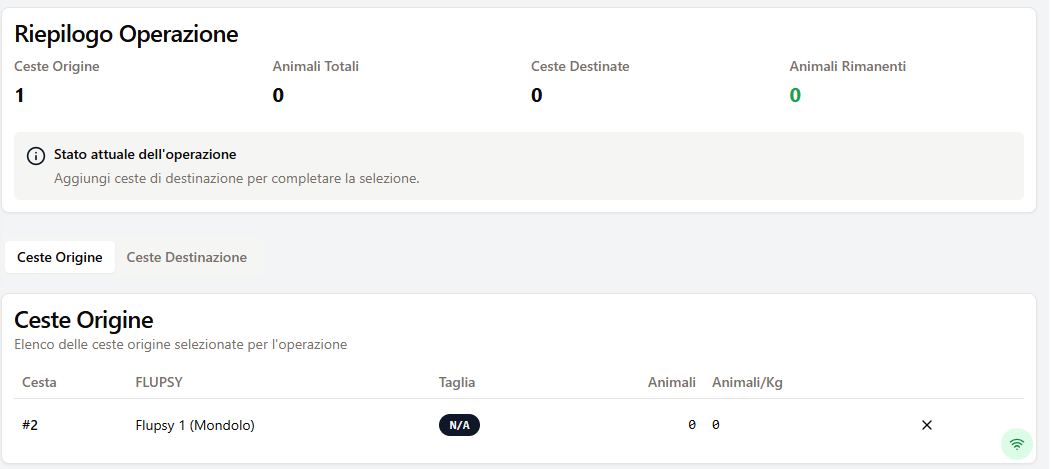 Riepilogo Operazione
Ceste Origine Animali Totali Ceste Destinate Animali Rimanenti
1 0 0 0
Stato attuale dell'operazione
Aggiungi ceste di destinazione per completare la selezione.
Ceste Origine Ceste Destinazione
Ceste Origine
Elenco delle ceste origine selezionate per l'operazione
Cesta FLUPSY Taglia Animali Animali/Kg
#2 Flupsy 1 (Mondolo) N/A 0 0